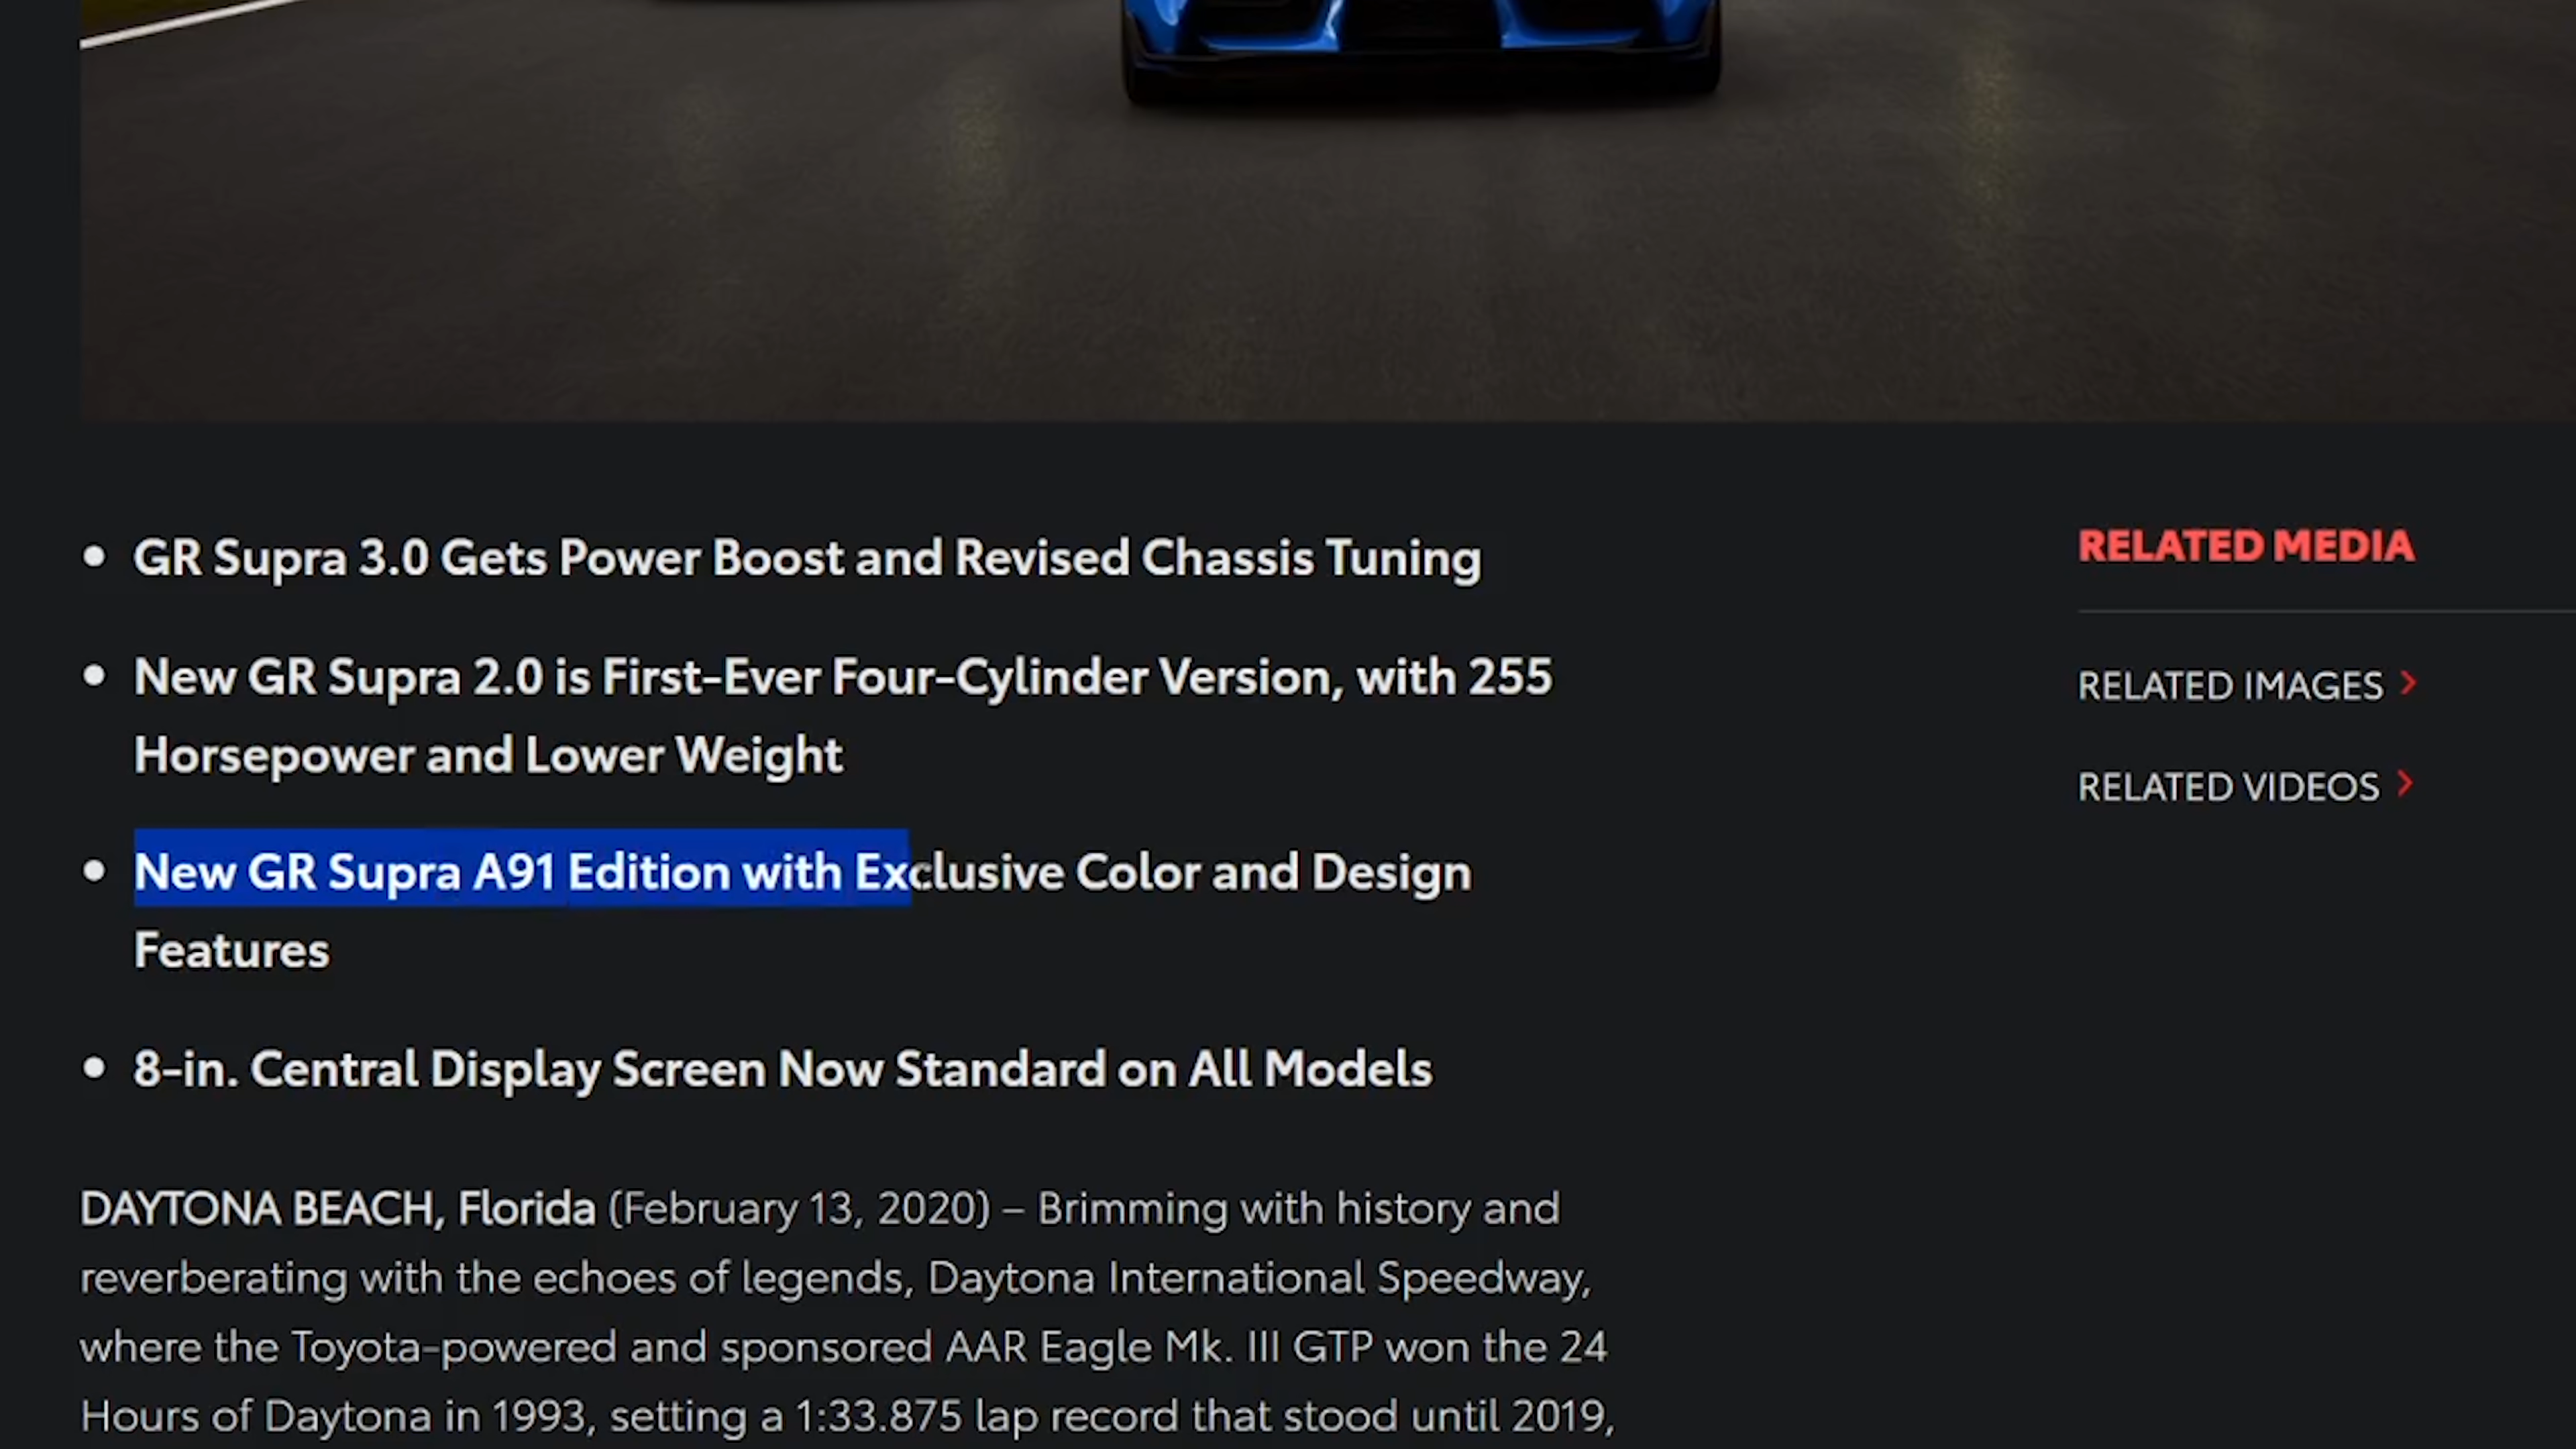 GR Supra 3.0 Gets Power Boost and Revised Chassis Tuning
New GR Supra 2.0 is First-Ever Four-Cylinder Version, with 255
Horsepower and Lower Weight
New GR Supra A91 Edition with Exclusive Color and Design
Features
8-in. Central Display Screen Now Standard on All Models
DAYTONA BEACH, Florida (February 13, 2020) – Brimming with history and
reverberating with the echoes of legends, Daytona International Speedway,
where the Toyota-powered and sponsored AAR Eagle Mk. III GTP won the 24
Hours of Daytona in 1993, setting a 1:33.875 lap record that stood until 2019,
RELATED MEDIA
RELATED IMAGES
RELATED VIDEOS